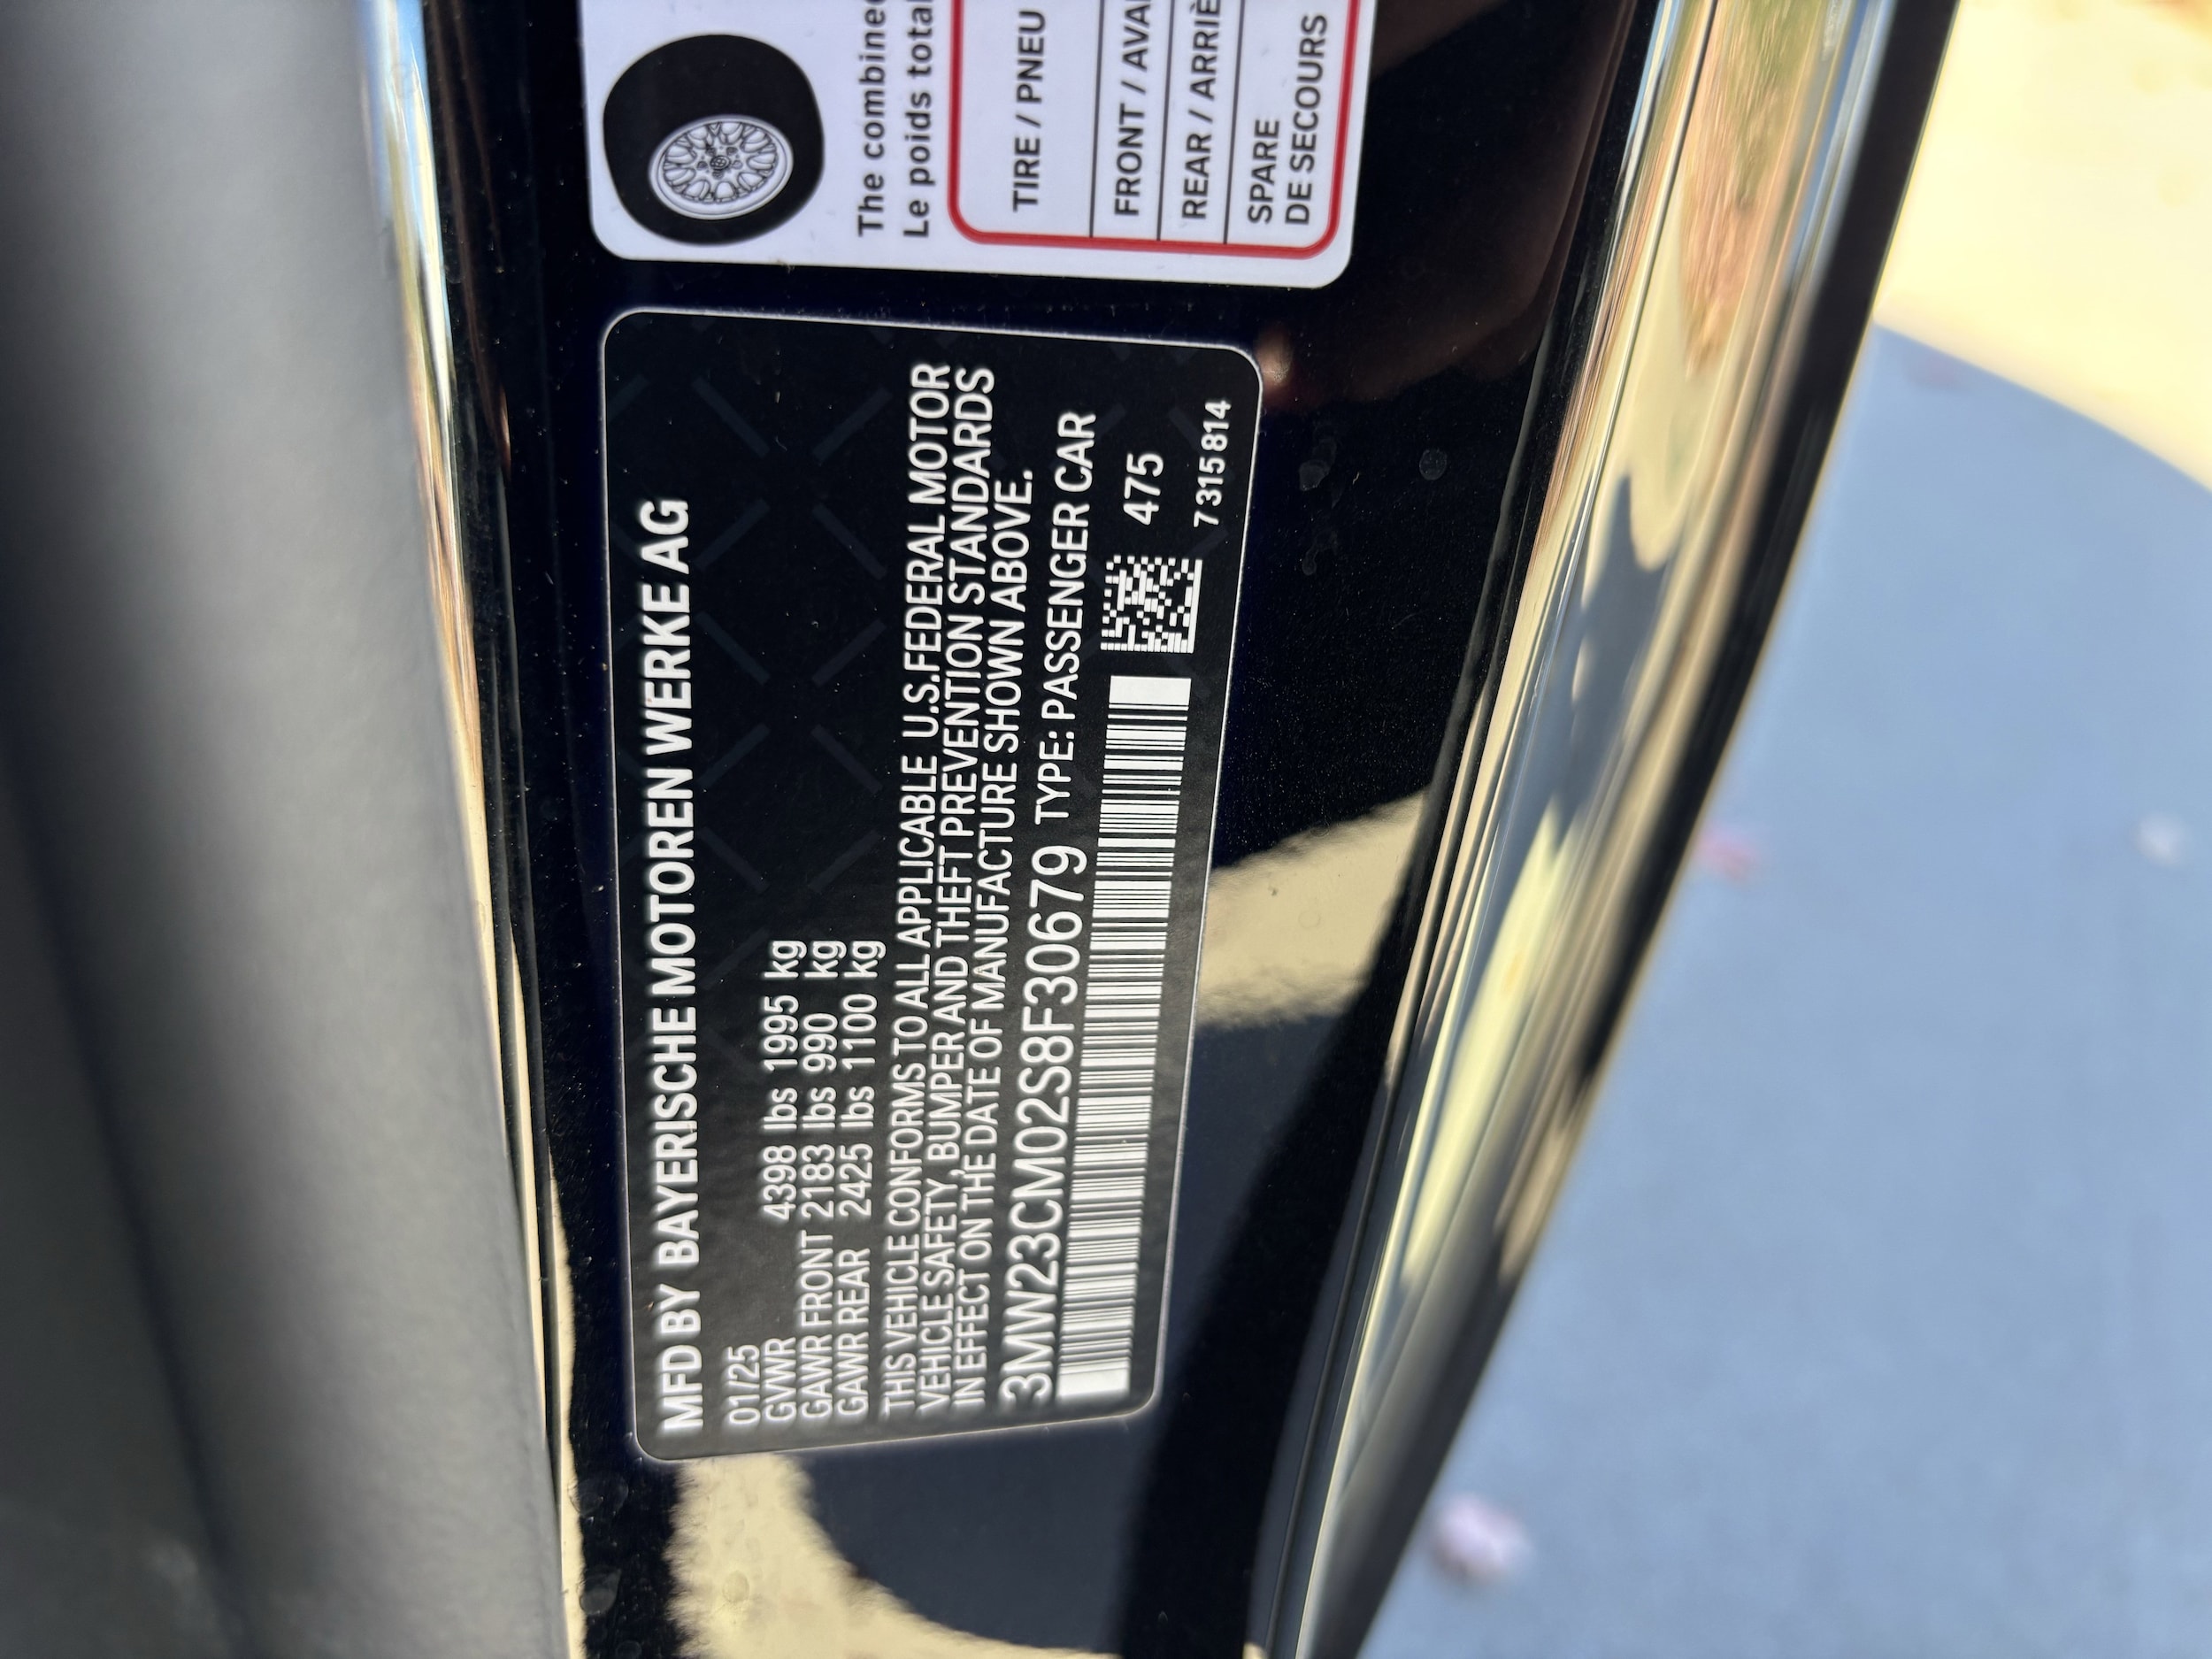 MFD BY BAYERISCHE MOTOREN WERKE AG
01/25
GVWR 4398 lbs 1995 kg
GAWR FRONT 2183 lbs 990 kg
GAWR REAR 2425 lbs 1100 kg
THIS VEHICLE CONFORMS TO ALL APPLICABLE U.S.FEDERAL MOTOR
VEHICLE SAFETY, BUMPER AND THEFT PREVENTION STANDARDS
IN EFFECT ON THE DATE OF MANUFACTURE SHOWN ABOVE.
3MW23CM02S8F30679 TYPE: PASSENGER CAR
475
7315814
The combined
Le poids total
TIRE / PNEU
FRONT /
REAR /
SPARE
DE SECOURS